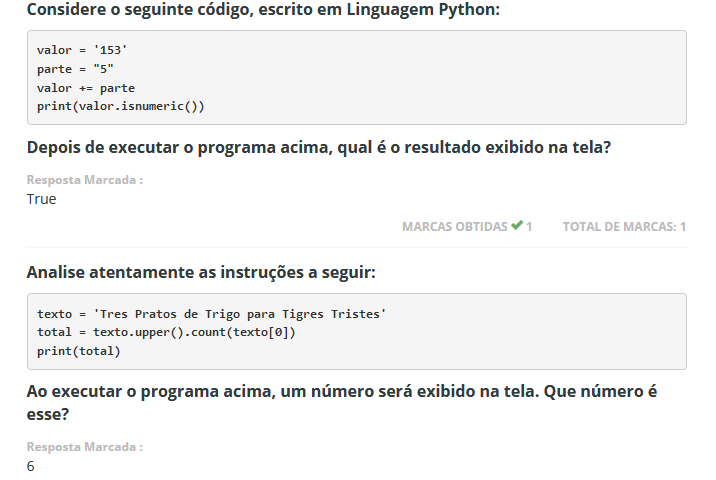 Considere o seguinte código, escrito em Linguagem Python:
valor = '153'
parte = "5"
valor += parte
print(valor.isnumeric())
Depois de executar o programa acima, qual é o resultado exibido na tela?
Resposta Marcada :
True
MARCAS OBTIDAS ✔ 1 TOTAL DE MARCAS: 1
Analise atentamente as instruções a seguir:
texto = 'Tres Pratos de Trigo para Tigres Tristes'
total = texto.upper().count(texto[0])
print(total)
Ao executar o programa acima, um número será exibido na tela. Que número é
esse?
Resposta Marcada :
6